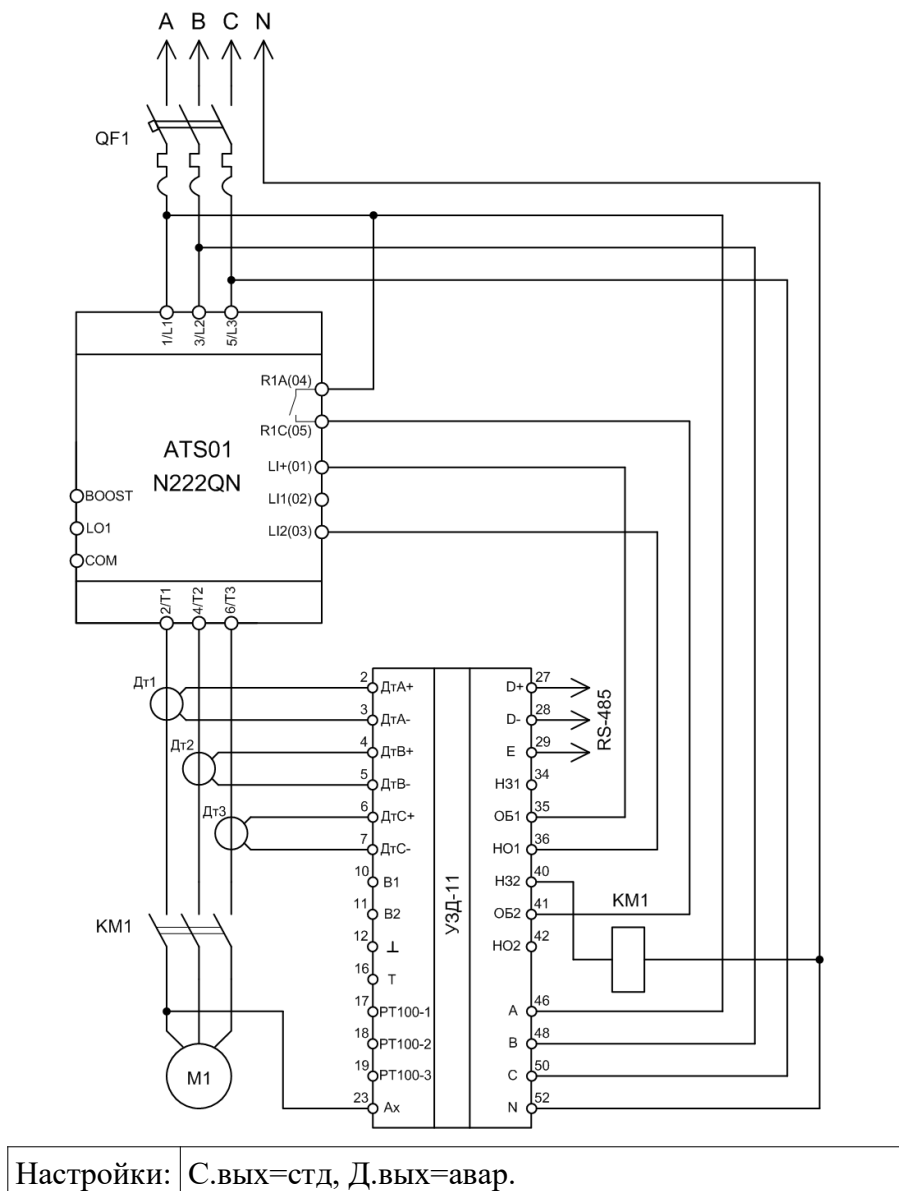 A B C N
QF1
1/L1 3/L2 5/L3
R1A(04)
R1C(05)
ATS01
N222QN
LI+(01)
LI1(02)
LI2(03)
BOOST
LO1
COM
2/T1 4/T2 6/T3
Дт1
Дт2
Дт3
KM1
M1
2 ДтА+
3 ДтА-
4 ДтВ+
5 ДтВ-
6 ДтС+
7 ДтС-
10 В1
11 В2
12 ⊥
16 Т
17 РТ100-1
18 РТ100-2
19 РТ100-3
23 Ах
УЗД-11
D+ 27
D- 28
E 29
RS-485
НЗ1 34
ОБ1 35
НО1 36
НЗ2 40
ОБ2 41
НО2 42
KM1
A 46
B 48
C 50
N 52
Настройки: С.вых=стд, Д.вых=авар.